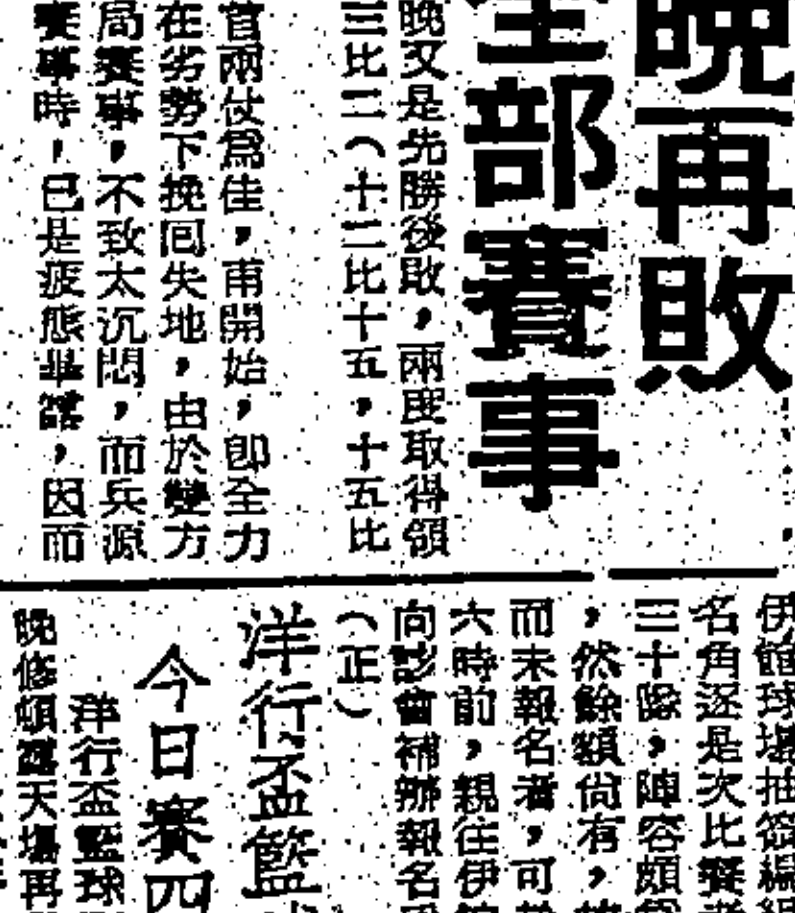 晚再敗
全部賽事
晚又是先勝後敗，兩度取得領
三比二（十二比十五，十五比
首兩仗爲佳，甫開始，卽全力
在劣勢下挽回失地，由於雙方
局賽事，不致太沉悶，而兵源
賽事時，已是疲態畢露，因而
伊館球場抽簽編組
名角逐是次比賽者
三十隊，陣容頗
，然餘額尙有，
而未報名者，可
六時前，親往伊館
向該會補辦報名
（正）
洋行盃籃
今日賽四
洋行盃籃球
晚修頓露天場再